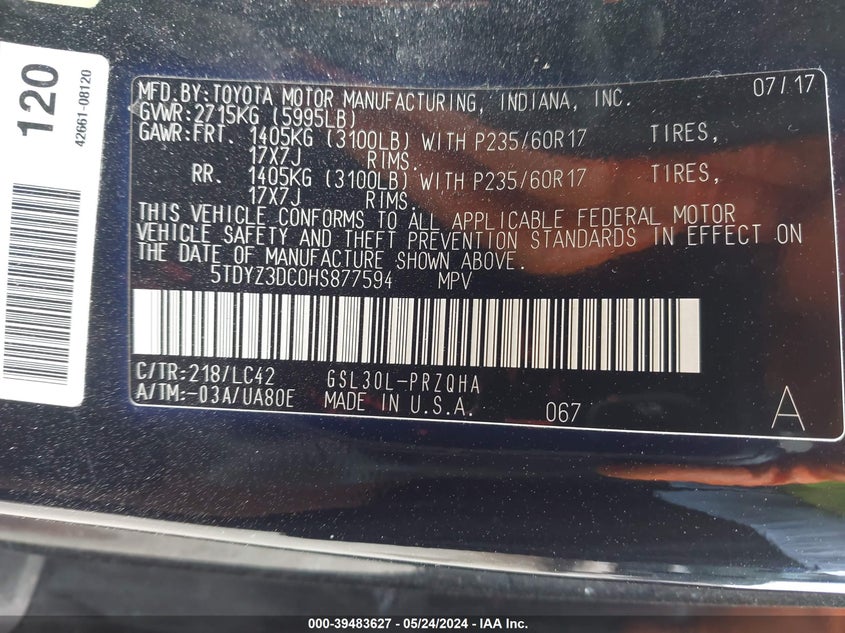 120
42661-08120
MFD.BY:TOYOTA MOTOR MANUFACTURING, INDIANA, INC. 07/17
GVWR:2715KG (5995LB)
GAWR:FRT. 1405KG (3100LB) WITH P235/60R17 TIRES,
17X7J RIMS.
RR. 1405KG (3100LB) WITH P235/60R17 TIRES,
17X7J RIMS.
THIS VEHICLE CONFORMS TO ALL APPLICABLE FEDERAL MOTOR
VEHICLE SAFETY AND THEFT PREVENTION STANDARDS IN EFFECT ON
THE DATE OF MANUFACTURE SHOWN ABOVE.
5TDYZ3DC0HS877594 MPV
C/TR:218/LC42 GSL30L-PRZQHA
A/TM:-03A/UA80E MADE IN U.S.A. 067 A
000-39483627 - 05/24/2024 - IAA Inc.